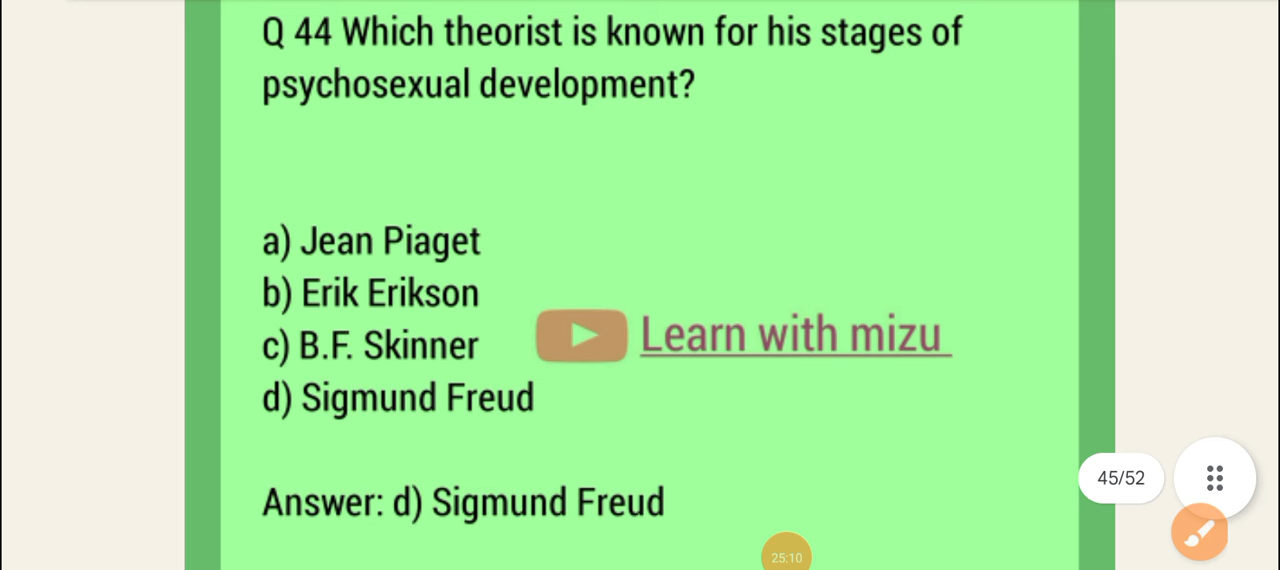 Q 44 Which theorist is known for his stages of
psychosexual development?
a) Jean Piaget
b) Erik Erikson
c) B.F. Skinner
Learn with mizu
d) Sigmund Freud
45/52
Answer: d) Sigmund Freud
25:10